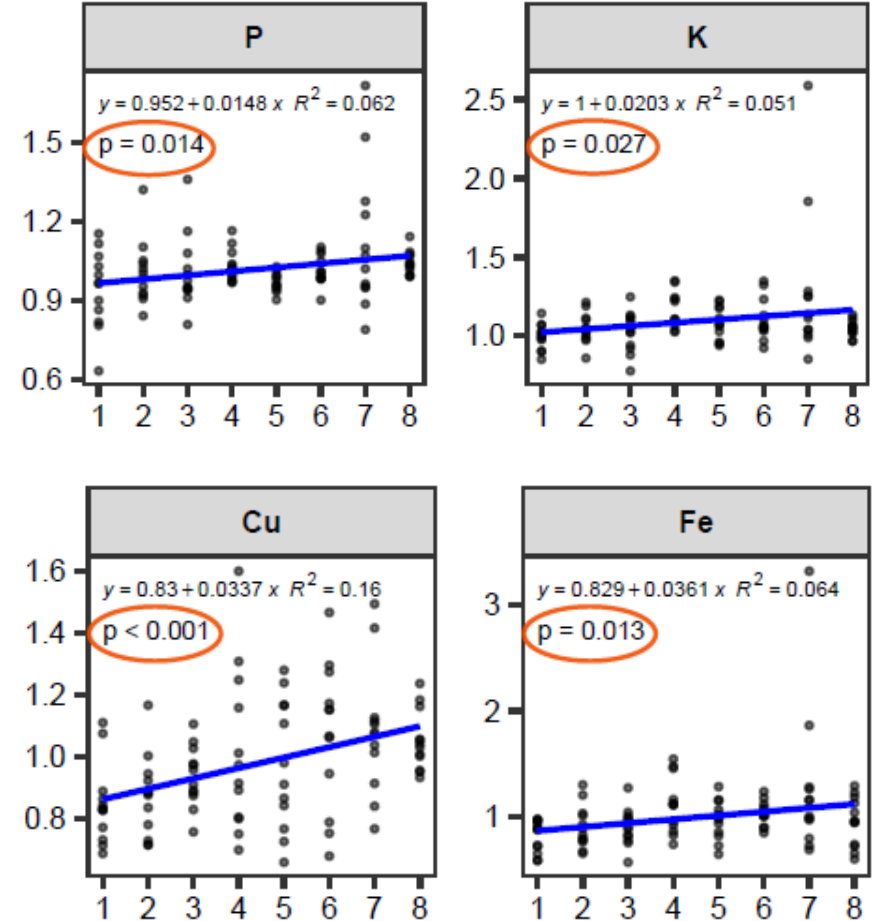 P
y = 0.952 + 0.0148 x R² = 0.062
p = 0.014
1.5
1.2
0.9
0.6
1 2 3 4 5 6 7 8
K
y = 1 + 0.0203 x R² = 0.051
p = 0.027
2.5
2.0
1.5
1.0
1 2 3 4 5 6 7 8
Cu
y = 0.83 + 0.0337 x R² = 0.16
p < 0.001
1.6
1.4
1.2
1.0
0.8
1 2 3 4 5 6 7 8
Fe
y = 0.829 + 0.0361 x R² = 0.064
p = 0.013
3
2
1
1 2 3 4 5 6 7 8